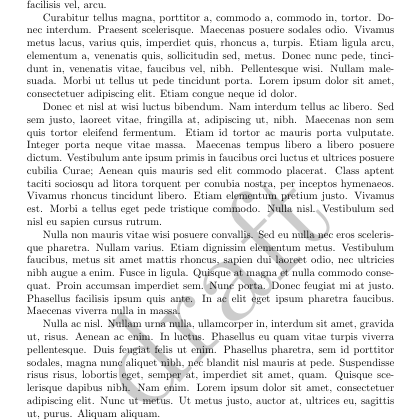 facilisis vel, arcu.
Curabitur tellus magna, porttitor a, commodo a, commodo in, tortor. Do-
nec interdum. Praesent scelerisque. Maecenas posuere sodales odio. Vivamus
metus lacus, varius quis, imperdiet quis, rhoncus a, turpis. Etiam ligula arcu,
elementum a, venenatis quis, sollicitudin sed, metus. Donec nunc pede, tinci-
dunt in, venenatis vitae, faucibus vel, nibh. Pellentesque wisi. Nullam male-
suada. Morbi ut tellus ut pede tincidunt porta. Lorem ipsum dolor sit amet,
consectetuer adipiscing elit. Etiam congue neque id dolor.
Donec et nisl at wisi luctus bibendum. Nam interdum tellus ac libero. Sed
sem justo, laoreet vitae, fringilla at, adipiscing ut, nibh. Maecenas non sem
quis tortor eleifend fermentum. Etiam id tortor ac mauris porta vulputate.
Integer porta neque vitae massa. Maecenas tempus libero a libero posuere
dictum. Vestibulum ante ipsum primis in faucibus orci luctus et ultrices posuere
cubilia Curae; Aenean quis mauris sed elit commodo placerat. Class aptent
taciti sociosqu ad litora torquent per conubia nostra, per inceptos hymenaeos.
Vivamus rhoncus tincidunt libero. Etiam elementum pretium justo. Vivamus
est. Morbi a tellus eget pede tristique commodo. Nulla nisl. Vestibulum sed
nisl eu sapien cursus rutrum.
Nulla non mauris vitae wisi posuere convallis. Sed eu nulla nec eros sceleris-
que pharetra. Nullam varius. Etiam dignissim elementum metus. Vestibulum
faucibus, metus sit amet mattis rhoncus, sapien dui laoreet odio, nec ultricies
nibh augue a enim. Fusce in ligula. Quisque at magna et nulla commodo conse-
quat. Proin accumsan imperdiet sem. Nunc porta. Donec feugiat mi at justo.
Phasellus facilisis ipsum quis ante. In ac elit eget ipsum pharetra faucibus.
Maecenas viverra nulla in massa.
Nulla ac nisl. Nullam urna nulla, ullamcorper in, interdum sit amet, gravida
ut, risus. Aenean ac enim. In luctus. Phasellus eu quam vitae turpis viverra
pellentesque. Duis feugiat felis ut enim. Phasellus pharetra, sem id porttitor
sodales, magna nunc aliquet nibh, nec blandit nisl mauris at pede. Suspendisse
risus risus, lobortis eget, semper at, imperdiet sit amet, quam. Quisque sce-
lerisque dapibus nibh. Nam enim. Lorem ipsum dolor sit amet, consectetuer
adipiscing elit. Nunc ut metus. Ut metus justo, auctor at, ultrices eu, sagittis
ut, purus. Aliquam aliquam.
draft